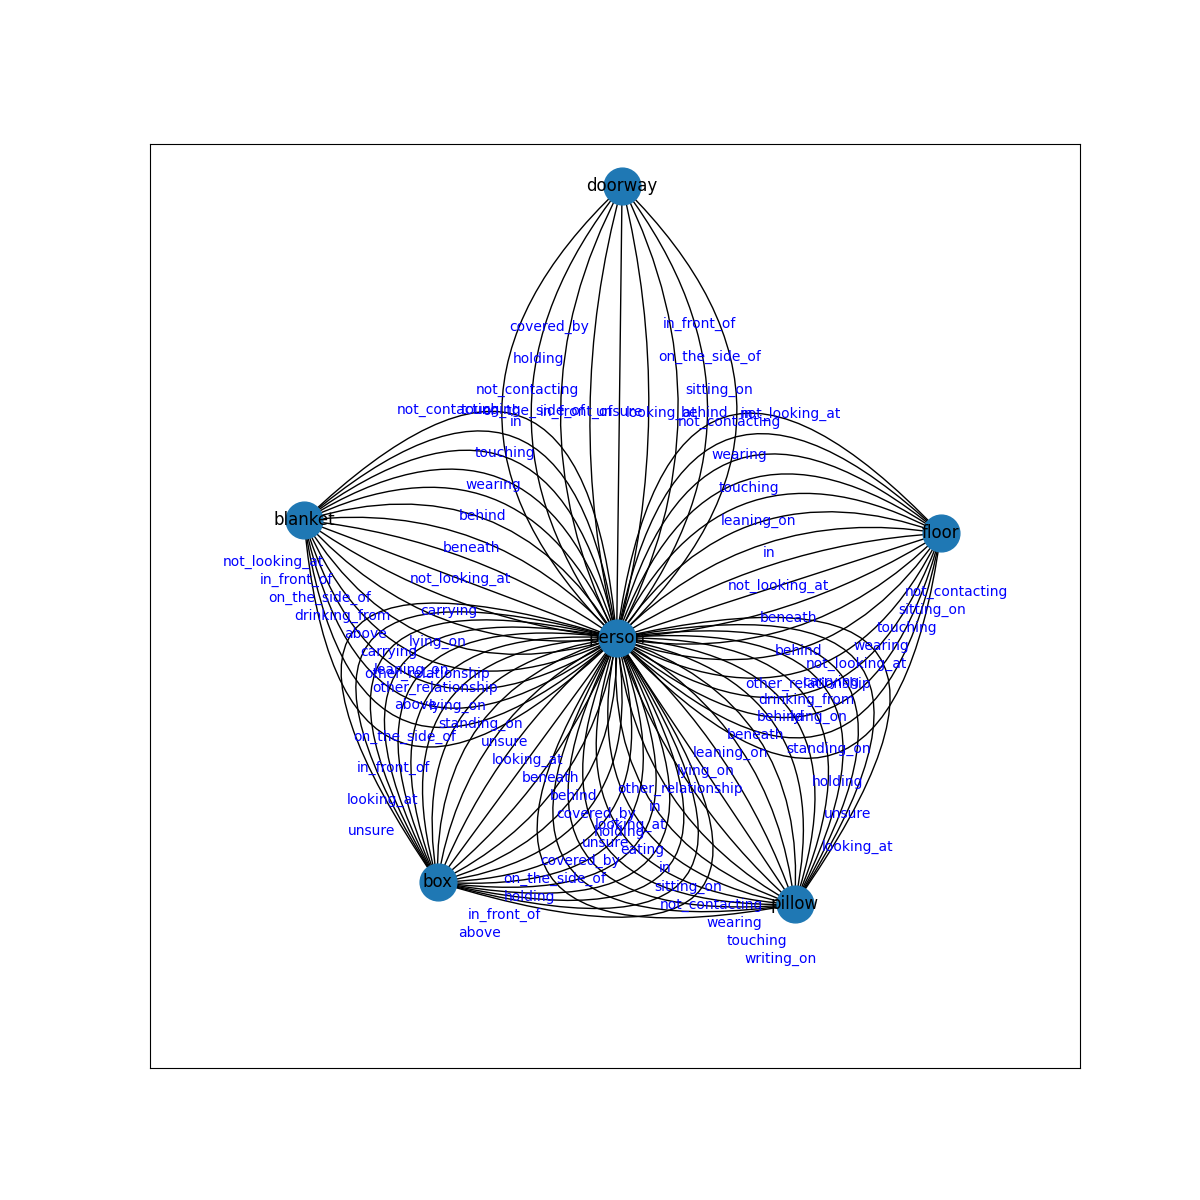 doorway
in_front_of
covered_by
on_the_side_of
holding
not_contacting
sitting_on
not_contacting
touching
on_the_side_of
in_front_of
unsure
looking_at
behind
in
not_looking_at
in
not_contacting
touching
wearing
wearing
touching
behind
leaning_on
blanket
floor
beneath
in
not_looking_at
not_looking_at
in_front_of
not_looking_at
not_contacting
on_the_side_of
carrying
sitting_on
drinking_from
beneath
touching
above
person
lying_on
wearing
carrying
behind
leaning_on
not_looking_at
other_relationship
other_relationship
carrying
other_relationship
drinking_from
above
lying_on
behind
lying_on
standing_on
beneath
on_the_side_of
unsure
standing_on
looking_at
leaning_on
in_front_of
beneath
lying_on
holding
behind
other_relationship
looking_at
in
covered_by
unsure
looking_at
unsure
holding
unsure
eating
looking_at
covered_by
in
box
on_the_side_of
sitting_on
holding
not_contacting
pillow
in_front_of
wearing
above
touching
writing_on